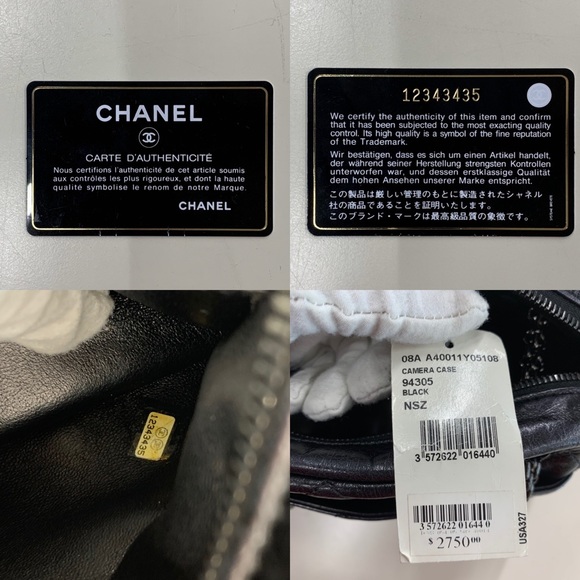 CHANEL
CARTE D'AUTHENTICITÉ
Nous certifions l'authenticité de cet article soumis
aux contrôles les plus rigoureux, et dont la haute
qualité symbolise le renom de notre Marque.
CHANEL
12343435
We certify the authenticity of this item and confirm
that it has been subjected to the most exacting quality
control. Its high quality is a symbol of the fine reputation
of the Trademark.
Wir bestätigen, dass es sich um einen Artikel handelt,
der während seiner Herstellung strengsten Kontrollen
unterworfen war, und dessen erstklassige Qualität
dem hohen Ansehen unserer Marke entspricht.
この製品は厳しい管理のもとに製造されたシャネル
社の商品であることを証明いたします。
このブランド・マークは最高級品質の象徴です。
12343435
08A A40011Y05108
CAMERA CASE
94305
BLACK
NSZ
3 572622 016440
3 572622 01644 0
$ 2750.00
USA327